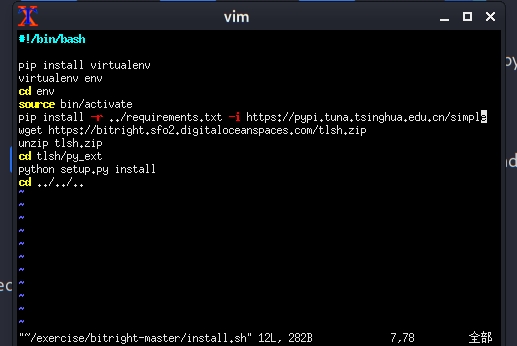 vim
#!/bin/bash
pip install virtualenv
virtualenv env
cd env
source bin/activate
pip install -r ../requirements.txt -i https://pypi.tuna.tsinghua.edu.cn/simple
wget https://bitright.sfo2.digitaloceanspaces.com/tlsh.zip
unzip tlsh.zip
cd tlsh/py_ext
python setup.py install
cd ../../..
~
~
~
~
~
~
~
~
~
~
~
"~/exercise/bitright-master/install.sh" 12L, 282B 7,78 全部